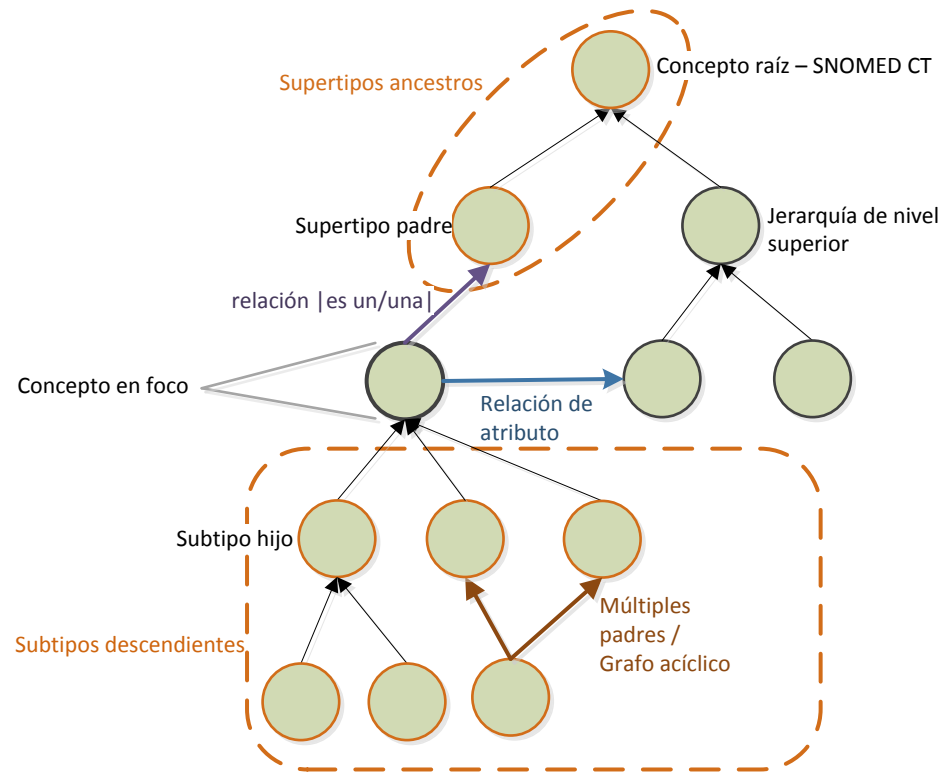 Concepto raíz – SNOMED CT
Supertipos ancestros
Supertipo padre
Jerarquía de nivel
superior
relación |es un/una|
Concepto en foco
Relación de
atributo
Subtipo hijo
Múltiples
padres /
Grafo acíclico
Subtipos descendientes